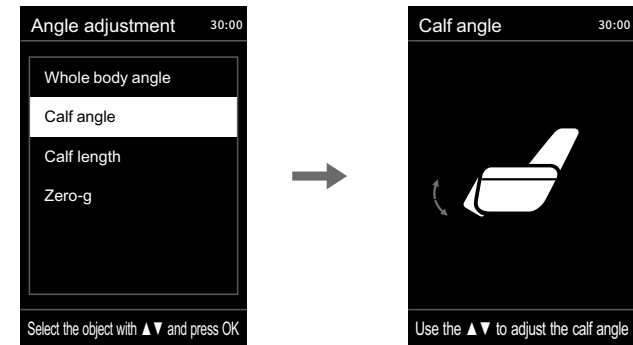 Angle adjustment 30:00
Whole body angle
Calf angle
Calf length
Zero-g
Select the object with ▲▼ and press OK
Calf angle 30:00
Use the ▲▼ to adjust the calf angle